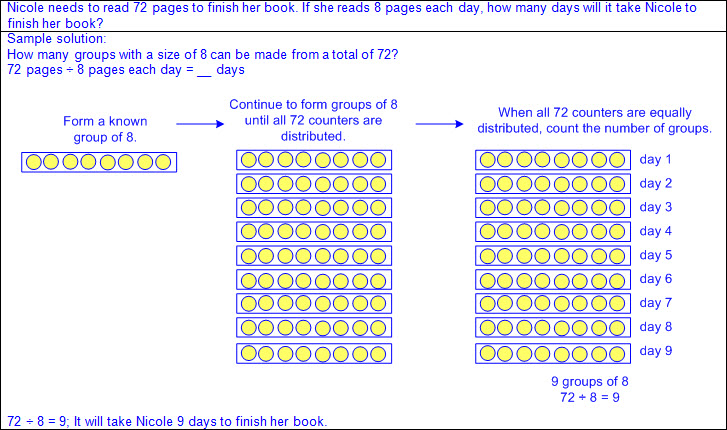 Nicole needs to read 72 pages to finish her book. If she reads 8 pages each day, how many days will it take Nicole to
finish her book?
Sample solution:
How many groups with a size of 8 can be made from a total of 72?
72 pages ÷ 8 pages each day = __ days
Form a known
group of 8.
Continue to form groups of 8
until all 72 counters are
distributed.
When all 72 counters are equally
distributed, count the number of groups.
day 1
day 2
day 3
day 4
day 5
day 6
day 7
day 8
day 9
9 groups of 8
72 ÷ 8 = 9
72 ÷ 8 = 9; It will take Nicole 9 days to finish her book.